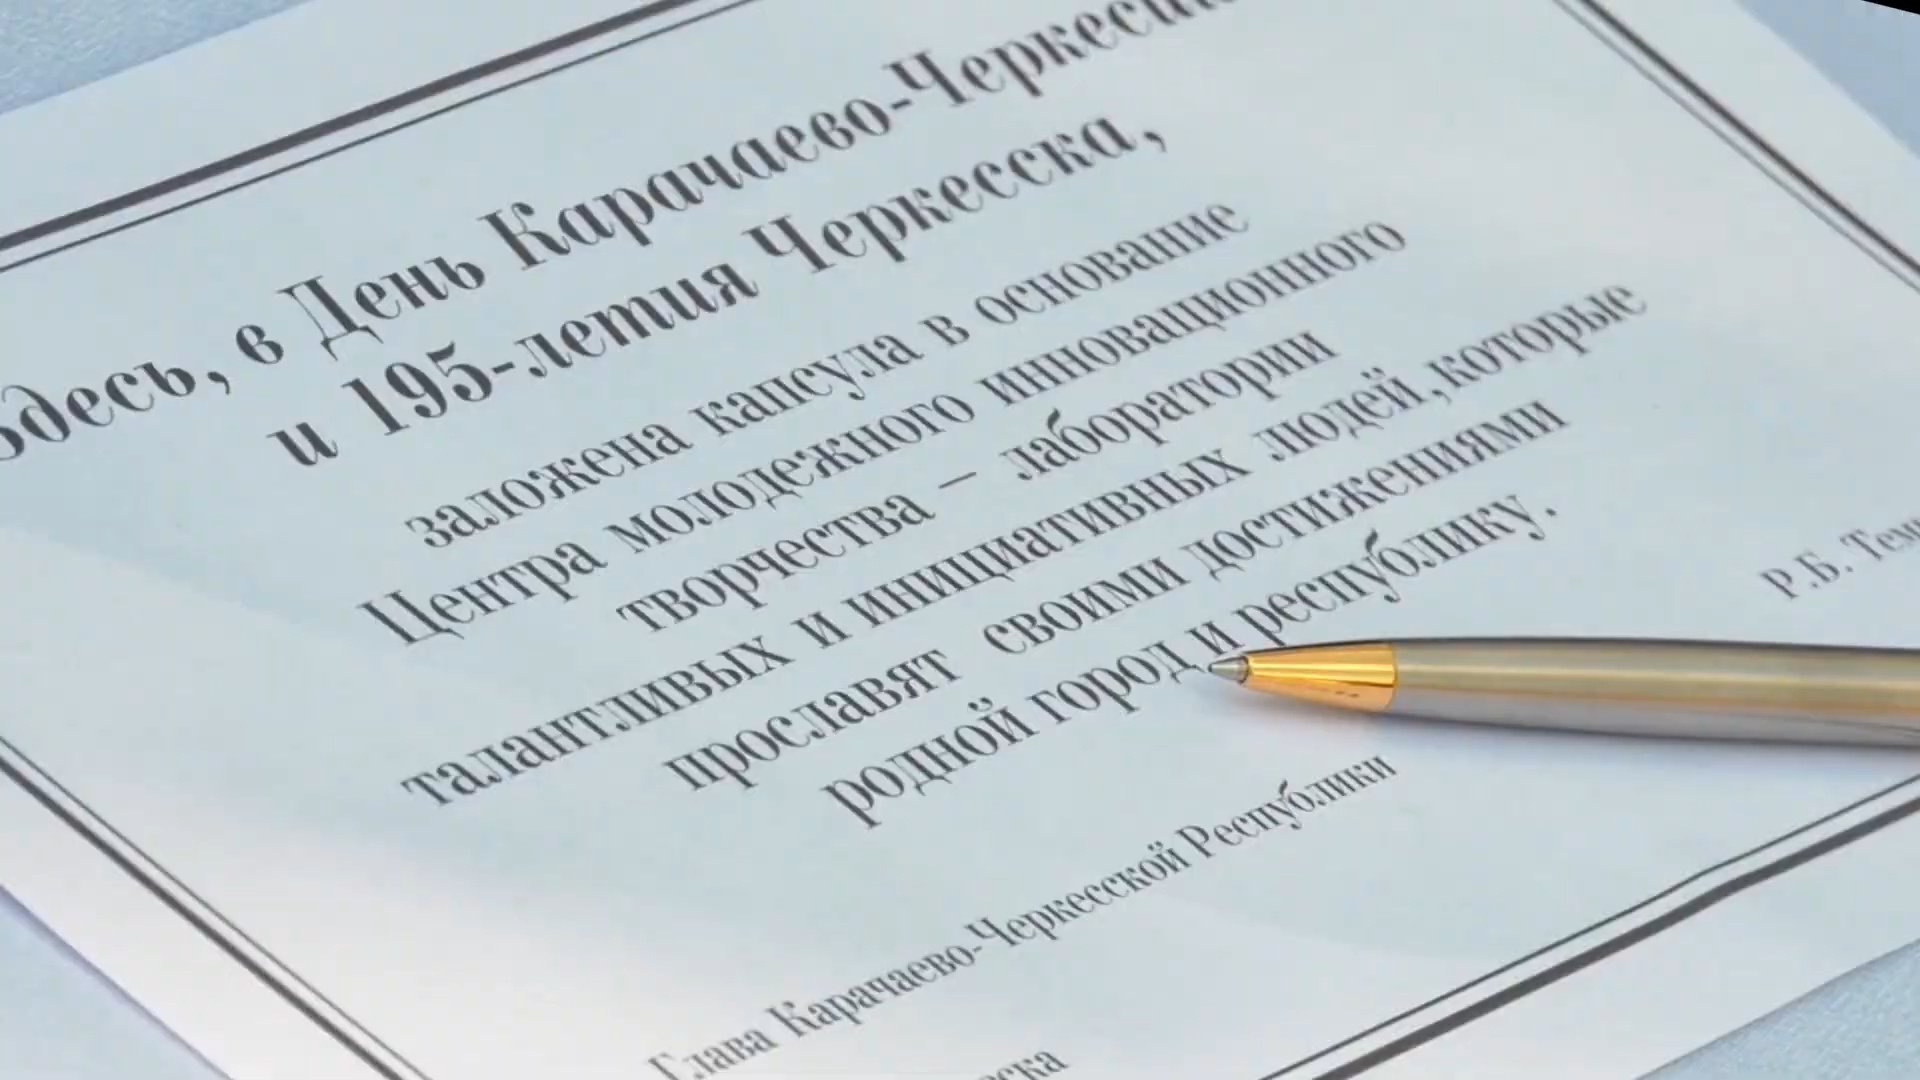 Здесь, в День Карачаево-Черкесии
и 195-летия Черкесска,
заложена капсула в основание
Центра молодежного инновационного
творчества – лаборатории
талантливых и инициативных людей, которые
прославят своими достижениями
родной город и республику.
Глава Карачаево-Черкесской Республики
Р.Б.